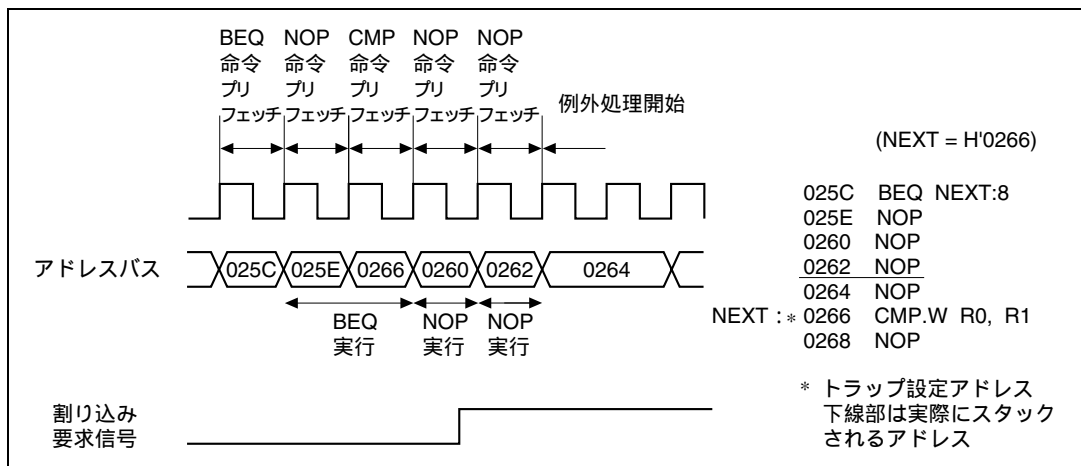 BEQ NOP CMP NOP NOP
命令 命令 命令 命令 命令
プリ プリ プリ プリ プリ
フェッチ フェッチ フェッチ フェッチ フェッチ
例外処理開始
アドレスバス
025C 025E 0266 0260 0262 0264
BEQ NOP NOP
実行 実行 実行
割り込み
要求信号
(NEXT = H'0266)
025C BEQ NEXT:8
025E NOP
0260 NOP
0262 NOP
0264 NOP
NEXT : * 0266 CMP.W R0, R1
0268 NOP
* トラップ設定アドレス
下線部は実際にスタック
されるアドレス